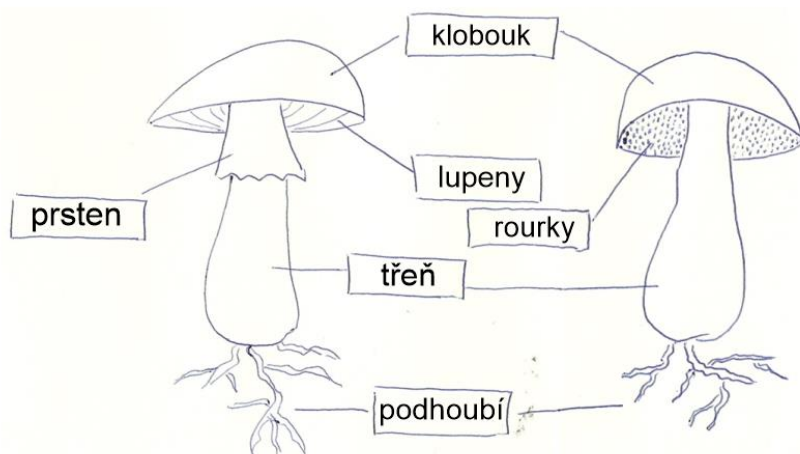 klobouk
lupeny
prsten
rourky
třeň
podhoubí